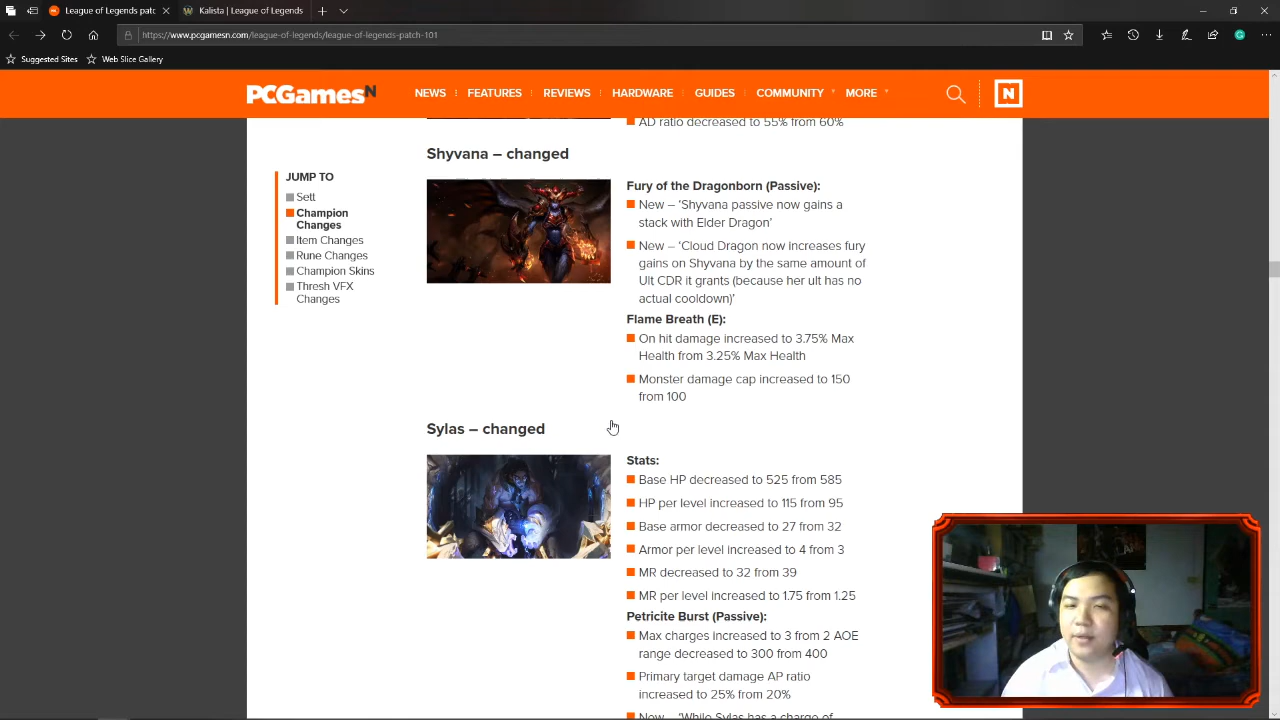 League of Legends patc
Kalista | League of Legends
https://www.pcgamesn.com/league-of-legends/league-of-legends-patch-101
Suggested Sites
Web Slice Gallery
PCGamesN
NEWS
FEATURES
REVIEWS
HARDWARE
GUIDES
COMMUNITY
MORE
N
AD ratio decreased to 55% from 60%
Shyvana – changed
JUMP TO
Sett
Champion
Changes
Item Changes
Rune Changes
Champion Skins
Thresh VFX
Changes
Fury of the Dragonborn (Passive):
New – ‘Shyvana passive now gains a
stack with Elder Dragon’
New – ‘Cloud Dragon now increases fury
gains on Shyvana by the same amount of
Ult CDR it grants (because her ult has no
actual cooldown)’
Flame Breath (E):
On hit damage increased to 3.75% Max
Health from 3.25% Max Health
Monster damage cap increased to 150
from 100
Sylas – changed
Stats:
Base HP decreased to 525 from 585
HP per level increased to 115 from 95
Base armor decreased to 27 from 32
Armor per level increased to 4 from 3
MR decreased to 32 from 39
MR per level increased to 1.75 from 1.25
Petricite Burst (Passive):
Max charges increased to 3 from 2 AOE
range decreased to 300 from 400
Primary target damage AP ratio
increased to 25% from 20%
New – ‘While Sylas has a charge of